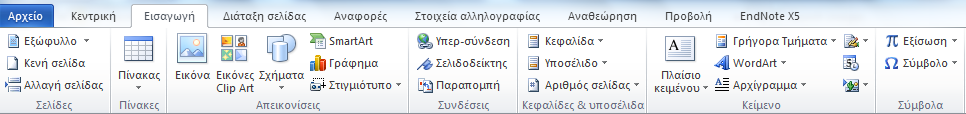 Αρχείο Κεντρική Εισαγωγή Διάταξη σελίδας Αναφορές Στοιχεία αλληλογραφίας Αναθεώρηση Προβολή EndNote X5
Εξώφυλλο
Κενή σελίδα
Αλλαγή σελίδας
Σελίδες
Πίνακας
Πίνακες
Εικόνα
Εικόνες
Clip Art
Σχήματα
SmartArt
Γράφημα
Στιγμιότυπο
Απεικονίσεις
Υπερ-σύνδεση
Σελιδοδείκτης
Παραπομπή
Συνδέσεις
Κεφαλίδα
Υποσέλιδο
Αριθμός σελίδας
Κεφαλίδες & υποσέλιδα
Πλαίσιο
κειμένου
Γρήγορα Τμήματα
WordArt
Αρχίγραμμα
Κείμενο
π Εξίσωση
Ω Σύμβολο
Σύμβολα